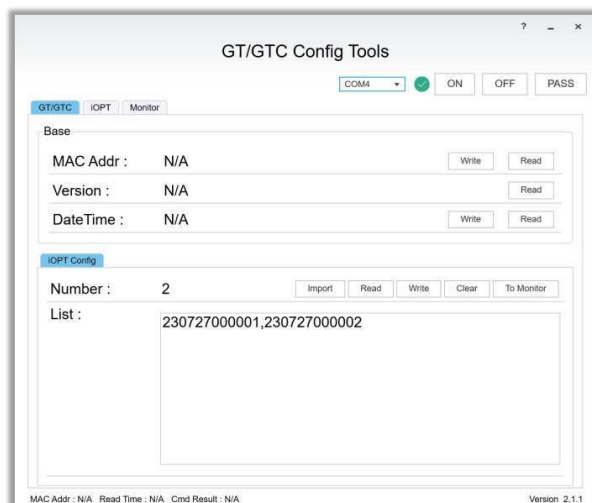 ? – ×
GT/GTC Config Tools
COM4 ON OFF PASS
GT/GTC iOPT Monitor
Base
MAC Addr : N/A Write Read
Version : N/A Read
DateTime : N/A Write Read
iOPT Config
Number : 2 Import Read Write Clear To Monitor
List :
230727000001,230727000002
MAC Addr : N/A Read Time : N/A Cmd Result : N/A Version 2.1.1